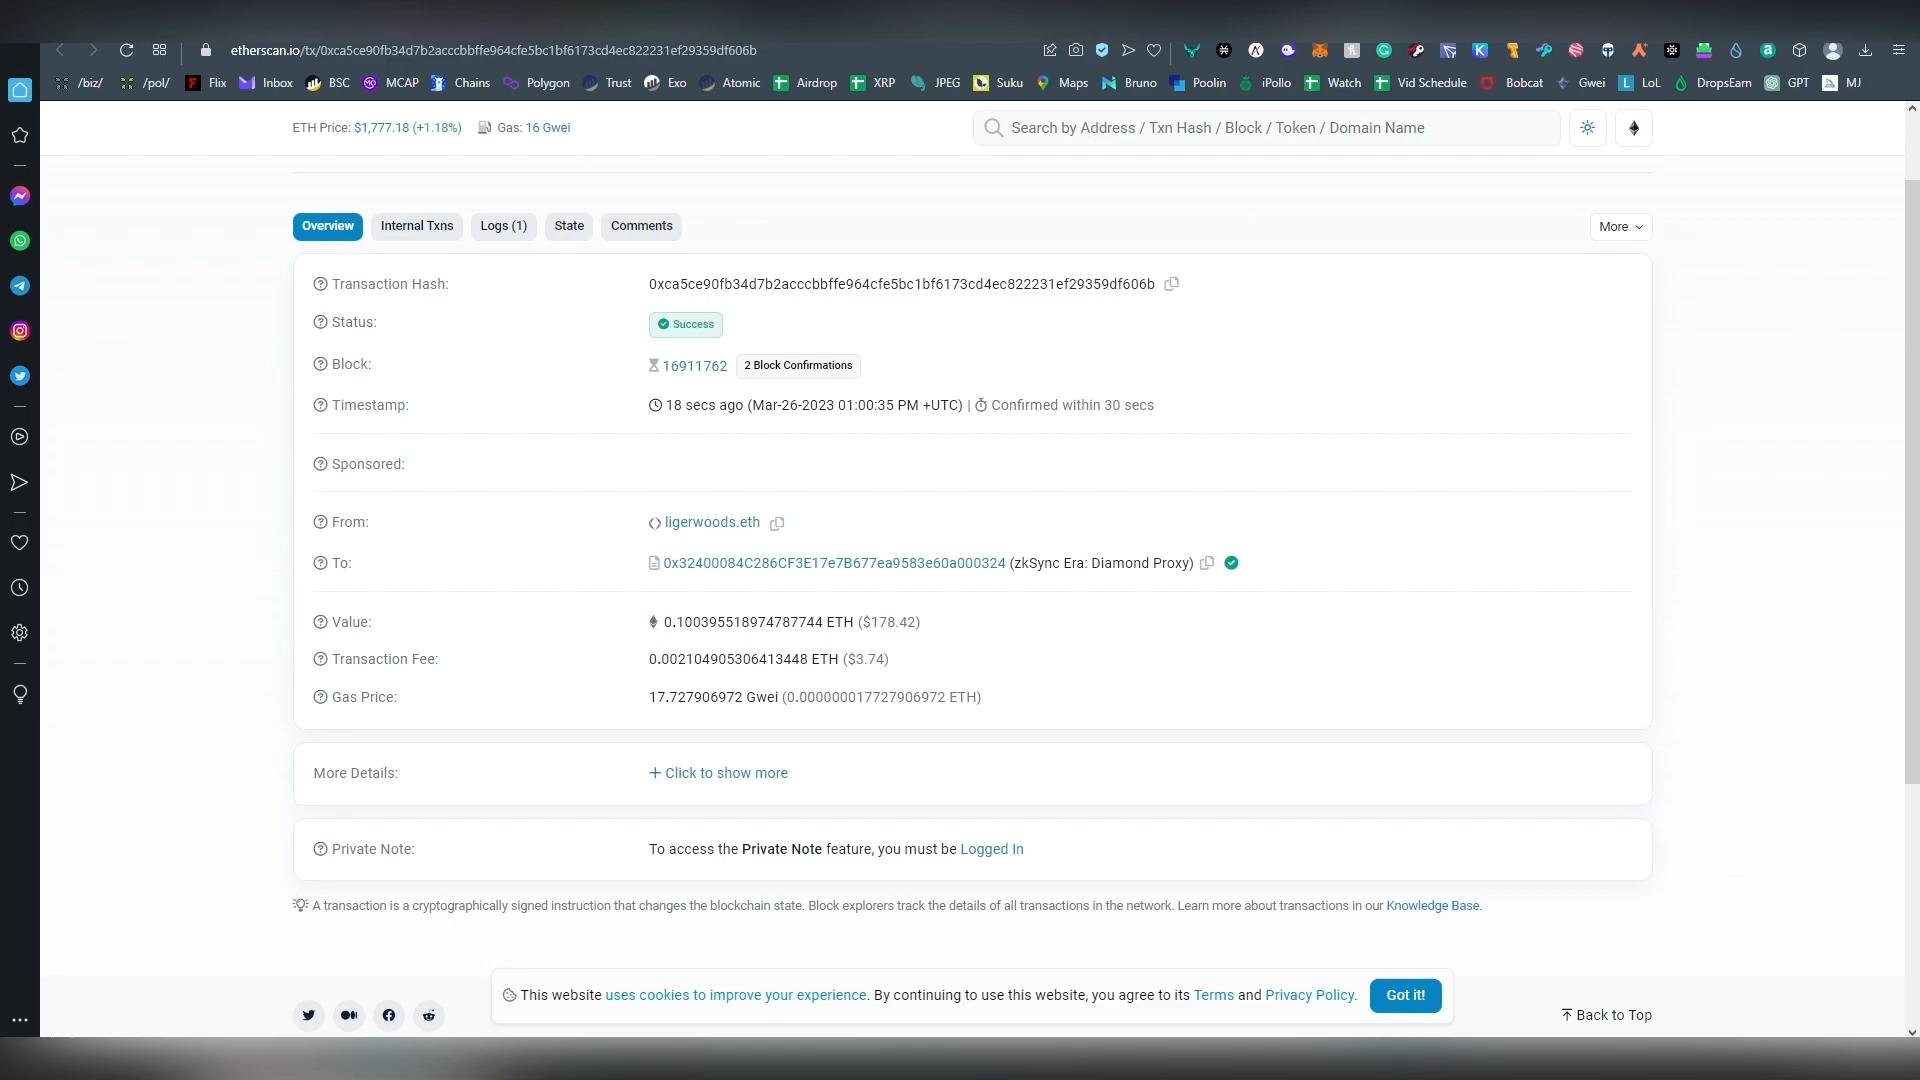 etherscan.io/tx/0xca5ce90fb34d7b2acccbbffe964cfe5bc1bf6173cd4ec822231ef29359df606b
/biz/ /pol/ Flix Inbox BSC MCAP Chains Polygon Trust Exo Atomic Airdrop XRP JPEG Suku Maps Bruno Poolin iPollo Watch Vid Schedule Bobcat Gwei LoL DropsEarn GPT MJ
ETH Price: $1,777.18 (+1.18%) Gas: 16 Gwei
Search by Address / Txn Hash / Block / Token / Domain Name
Overview Internal Txns Logs (1) State Comments More
Transaction Hash: 0xca5ce90fb34d7b2acccbbffe964cfe5bc1bf6173cd4ec822231ef29359df606b
Status: Success
Block: 16911762 2 Block Confirmations
Timestamp: 18 secs ago (Mar-26-2023 01:00:35 PM +UTC) | Confirmed within 30 secs
Sponsored:
From: ligerwoods.eth
To: 0x32400084C286CF3E17e7B677ea9583e60a000324 (zkSync Era: Diamond Proxy)
Value: 0.100395518974787744 ETH ($178.42)
Transaction Fee: 0.002104905306413448 ETH ($3.74)
Gas Price: 17.727906972 Gwei (0.000000017727906972 ETH)
More Details: + Click to show more
Private Note: To access the Private Note feature, you must be Logged In
A transaction is a cryptographically signed instruction that changes the blockchain state. Block explorers track the details of all transactions in the network. Learn more about transactions in our Knowledge Base.
This website uses cookies to improve your experience. By continuing to use this website, you agree to its Terms and Privacy Policy. Got it!
Back to Top